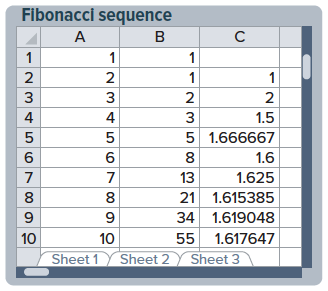 Fibonacci sequence
A B C
1 1 1
2 2 1 1
3 3 2 2
4 4 3 1.5
5 5 5 1.666667
6 6 8 1.6
7 7 13 1.625
8 8 21 1.615385
9 9 34 1.619048
10 10 55 1.617647
Sheet 1 Sheet 2 Sheet 3